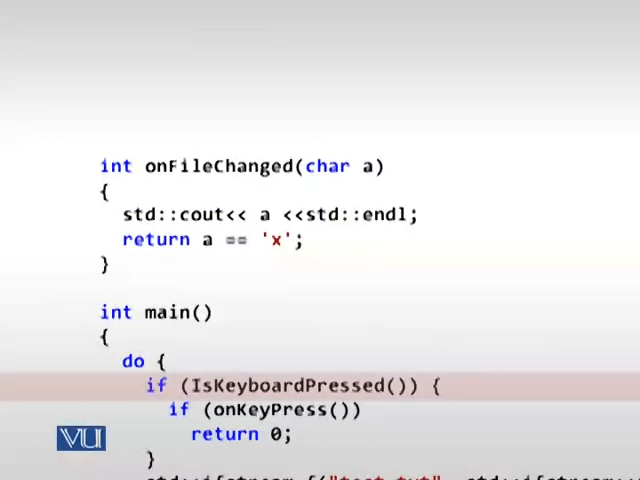 int onFileChanged(char a)
{
std::cout<< a <<std::endl;
return a == 'x';
}
int main()
{
do {
if (IsKeyboardPressed()) {
if (onKeyPress())
return 0;
}
VU